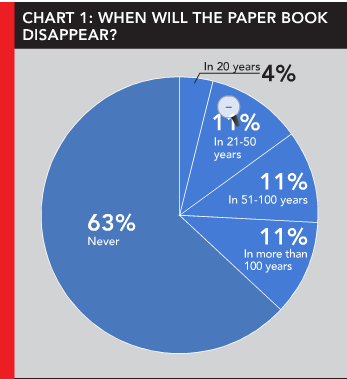 CHART 1: WHEN WILL THE PAPER BOOK
DISAPPEAR?
In 20 years 4%
11%
In 21-50
years
11%
In 51-100 years
11%
In more than
100 years
63%
Never